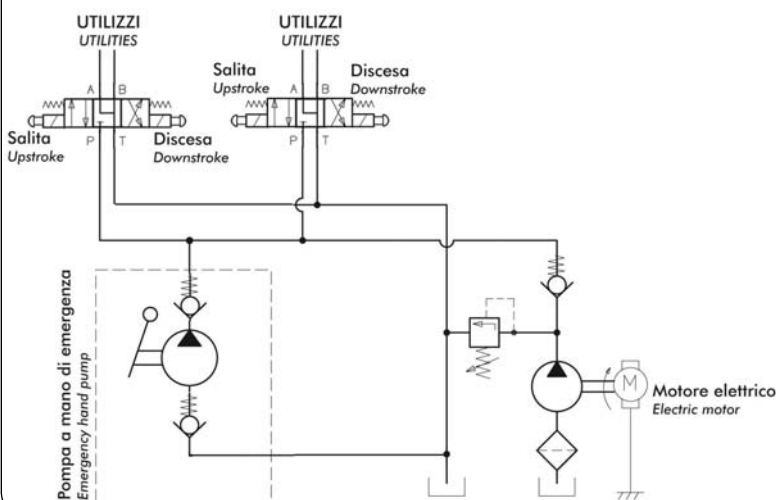 UTILIZZI
UTILITIES
UTILIZZI
UTILITIES
Salita
Upstroke
Discesa
Downstroke
A B
A B
Salita
Upstroke
P T
Discesa
Downstroke
P T
Pompa a mano di emergenza
Emergency hand pump
M
Motore elettrico
Electric motor